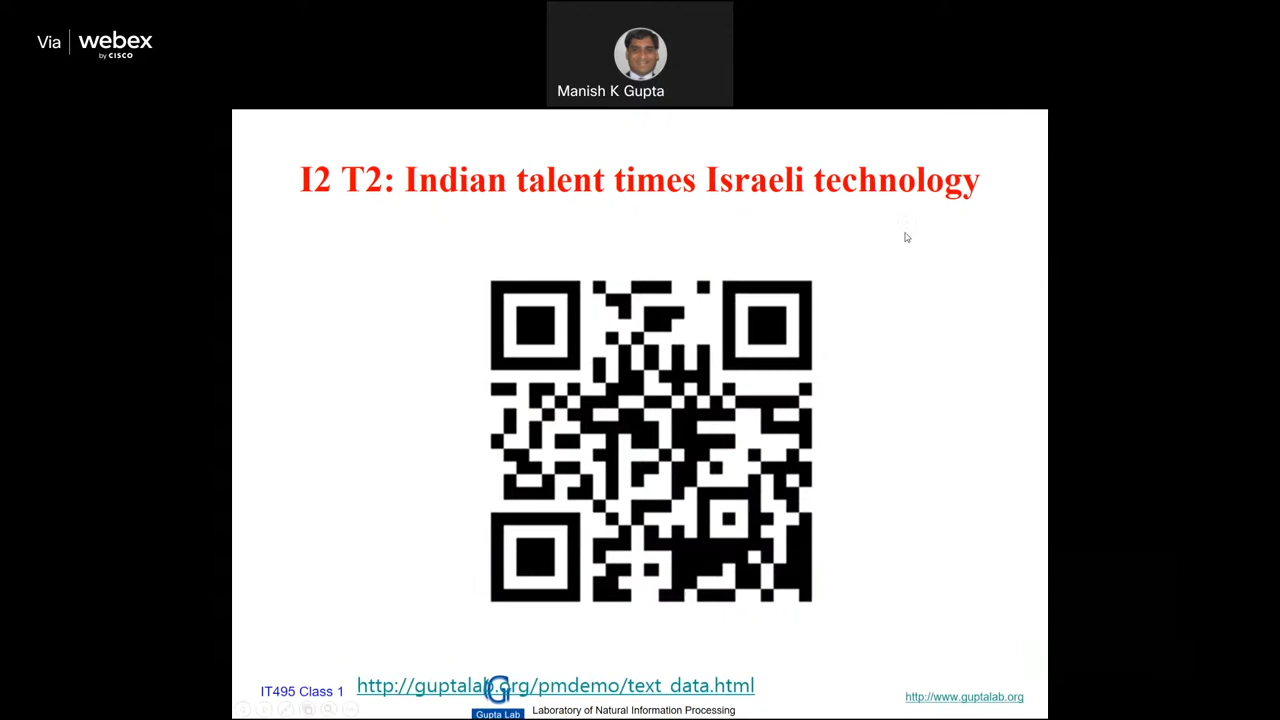 Via webex
by CISCO
Manish K Gupta
I2 T2: Indian talent times Israeli technology
IT495 Class 1
http://guptalab.org/pmdemo/text_data.html
http://www.guptalab.org
Gupta Lab
Laboratory of Natural Information Processing